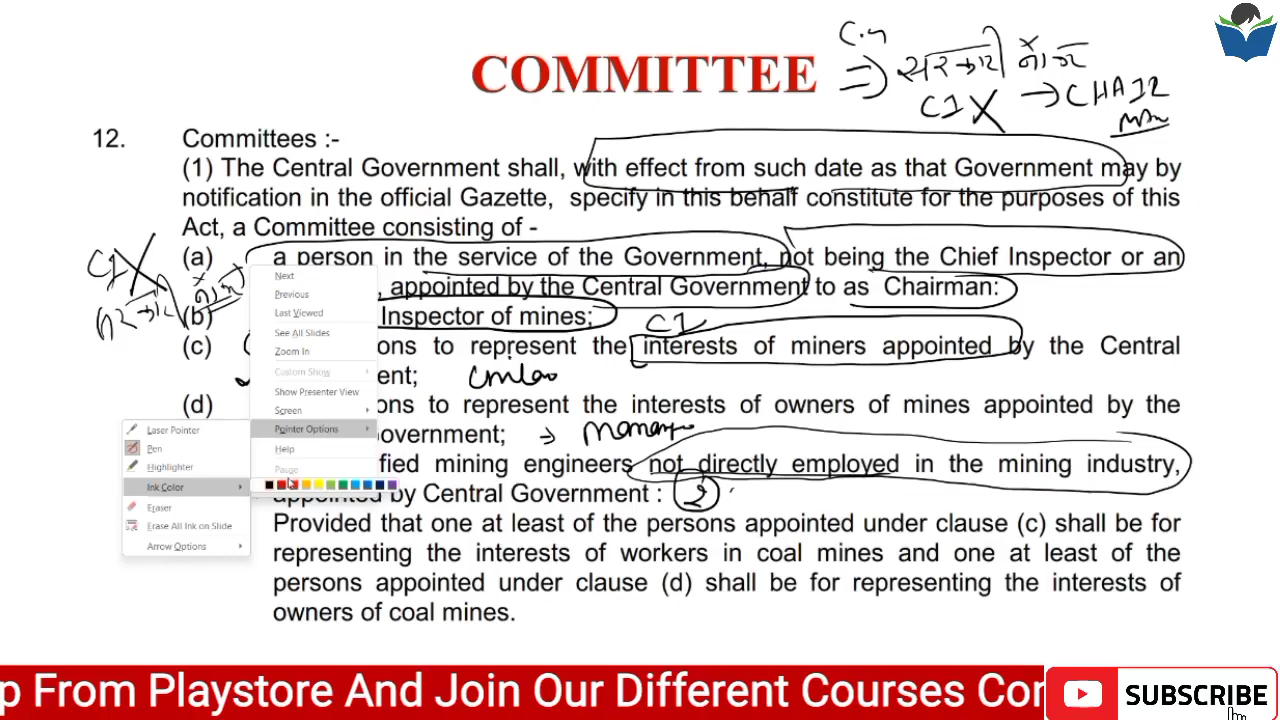 COMMITTEE
C.G
CI X → CHAIR
MAN
12. Committees :-
(1) The Central Government shall, with effect from such date as that Government may by
notification in the official Gazette, specify in this behalf constitute for the purposes of this
Act, a Committee consisting of -
CI X
(a) a person in the service of the Government, not being the Chief Inspector or an
, appointed by the Central Government to as Chairman:
(b) Inspector of mines;
CI
(c) ons to represent the interests of miners appointed by the Central
ent;
(d) ons to represent the interests of owners of mines appointed by the
overnment;
fied mining engineers not directly employed in the mining industry,
appointed by Central Government : 2
Provided that one at least of the persons appointed under clause (c) shall be for
representing the interests of workers in coal mines and one at least of the
persons appointed under clause (d) shall be for representing the interests of
owners of coal mines.
Next
Previous
Last Viewed
See All Slides
Zoom In
Custom Show
Show Presenter View
Screen
Pointer Options
Help
Pause
Laser Pointer
Pen
Highlighter
Ink Color
Eraser
Erase All Ink on Slide
Arrow Options
p From Playstore And Join Our Different Courses Con
SUBSCRIBE